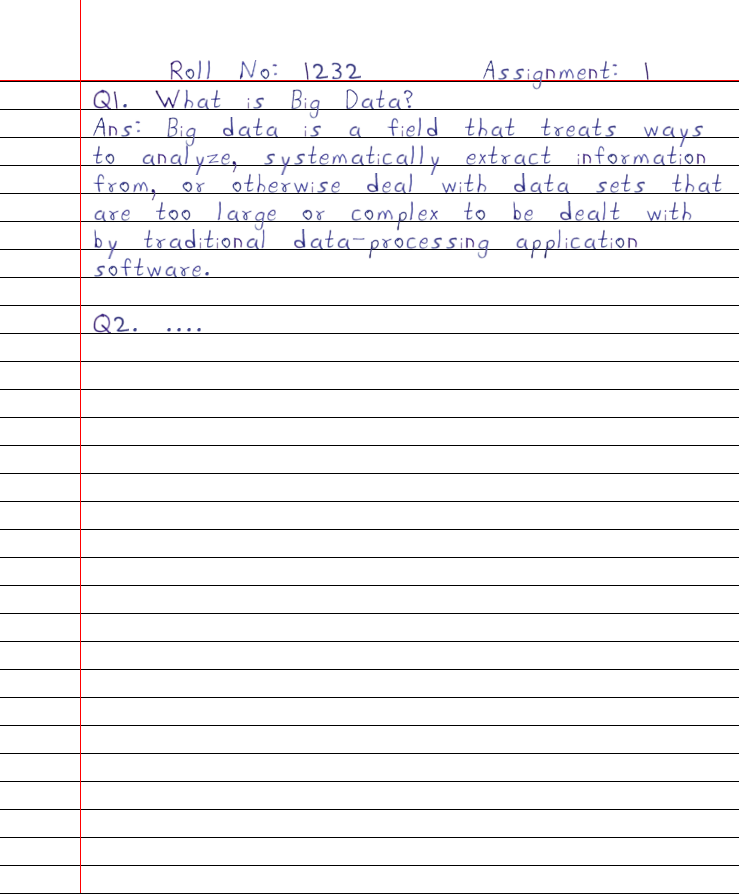 Roll No: 1232 Assignment: 1
Q1. What is Big Data?
Ans: Big data is a field that treats ways
to analyze, systematically extract information
from, or otherwise deal with data sets that
are too large or complex to be dealt with
by traditional data-processing application
software.
Q2. ....